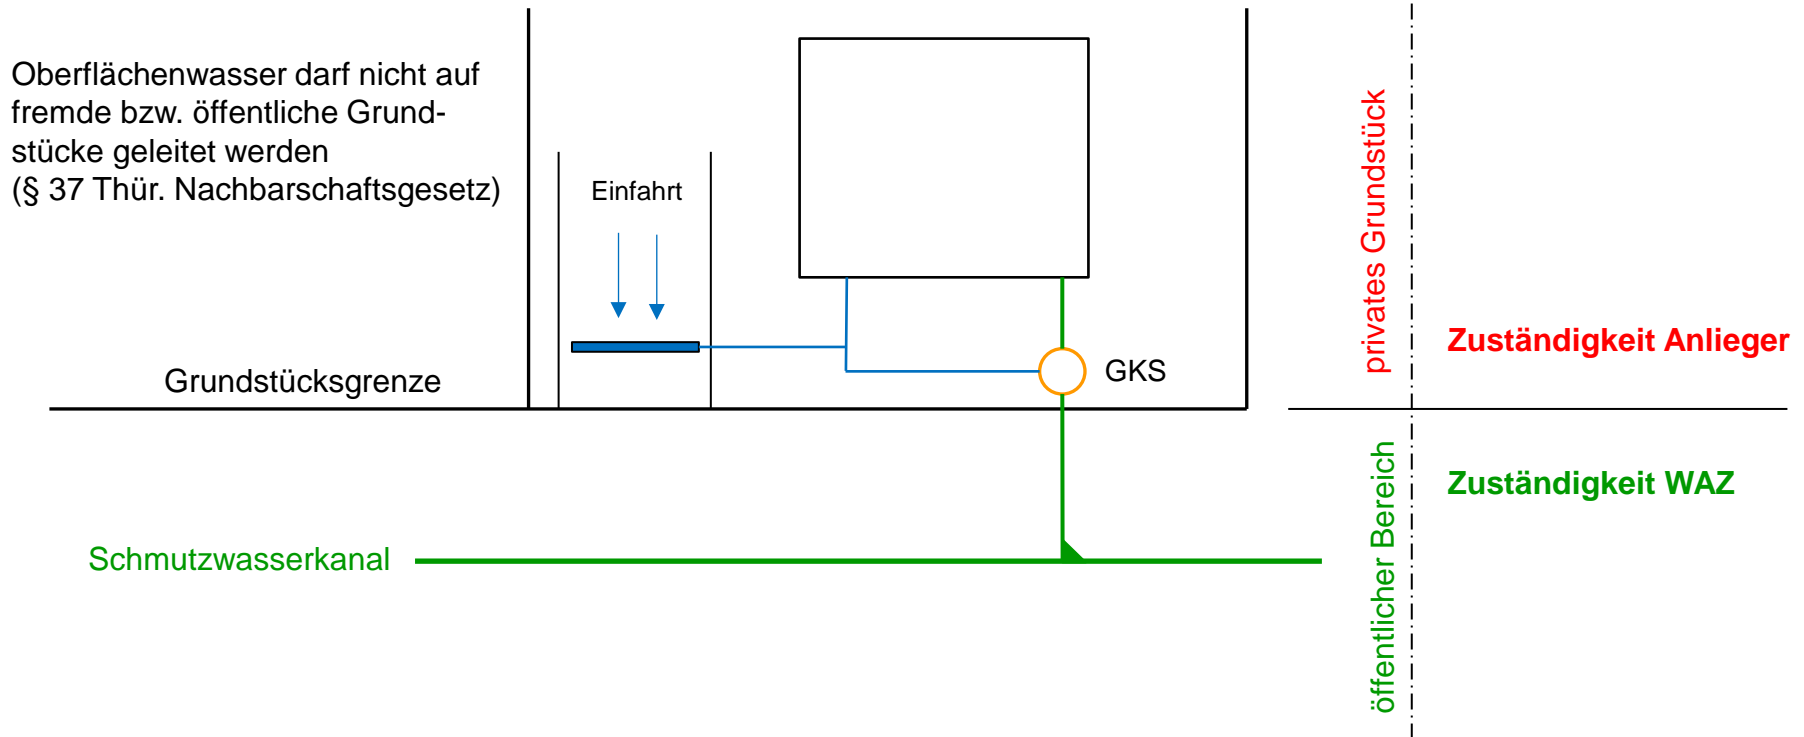 Oberflächenwasser darf nicht auf
fremde bzw. öffentliche Grund-
stücke geleitet werden
(§ 37 Thür. Nachbarschaftsgesetz)
Einfahrt
GKS
Grundstücksgrenze
Schmutzwasserkanal
privates Grundstück
Zuständigkeit Anlieger
öffentlicher Bereich
Zuständigkeit WAZ